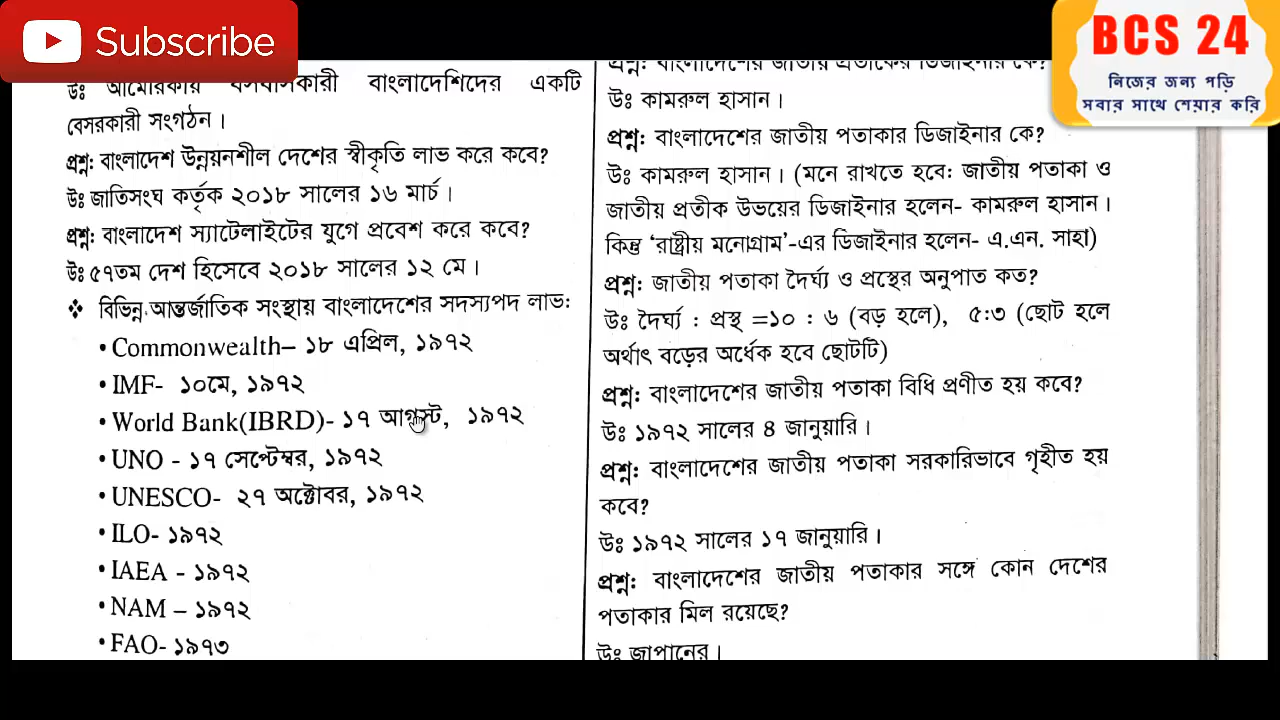 Subscribe
BCS 24
নিজের জন্য পড়ি
সবার সাথে শেয়ার করি
উঃ আমেরিকায় বসবাসকারী বাংলাদেশিদের একটি
বেসরকারী সংগঠন।
প্রশ্ন: বাংলাদেশ উন্নয়নশীল দেশের স্বীকৃতি লাভ করে কবে?
উঃ জাতিসংঘ কর্তৃক ২০১৮ সালের ১৬ মার্চ।
প্রশ্ন: বাংলাদেশ স্যাটেলাইটের যুগে প্রবেশ করে কবে?
উঃ ৫৭তম দেশ হিসেবে ২০১৮ সালের ১২ মে।
❖ বিভিন্ন আন্তর্জাতিক সংস্থায় বাংলাদেশের সদস্যপদ লাভ:
• Commonwealth– ১৮ এপ্রিল, ১৯৭২
• IMF- ১০মে, ১৯৭২
• World Bank(IBRD)- ১৭ আগস্ট, ১৯৭২
• UNO - ১৭ সেপ্টেম্বর, ১৯৭২
• UNESCO- ২৭ অক্টোবর, ১৯৭২
• ILO- ১৯৭২
• IAEA - ১৯৭২
• NAM – ১৯৭২
• FAO- ১৯৭৩
প্রশ্ন: বাংলাদেশের জাতীয় প্রতীকের ডিজাইনার কে?
উঃ কামরুল হাসান।
প্রশ্ন: বাংলাদেশের জাতীয় পতাকার ডিজাইনার কে?
উঃ কামরুল হাসান। (মনে রাখতে হবে: জাতীয় পতাকা ও
জাতীয় প্রতীক উভয়ের ডিজাইনার হলেন- কামরুল হাসান।
কিন্তু ‘রাষ্ট্রীয় মনোগ্রাম’-এর ডিজাইনার হলেন- এ.এন. সাহা)
প্রশ্ন: জাতীয় পতাকা দৈর্ঘ্য ও প্রস্থের অনুপাত কত?
উঃ দৈর্ঘ্য : প্রস্থ =১০ : ৬ (বড় হলে), ৫:৩ (ছোট হলে
অর্থাৎ বড়ের অর্ধেক হবে ছোটটি)
প্রশ্ন: বাংলাদেশের জাতীয় পতাকা বিধি প্রণীত হয় কবে?
উঃ ১৯৭২ সালের ৪ জানুয়ারি।
প্রশ্ন: বাংলাদেশের জাতীয় পতাকা সরকারিভাবে গৃহীত হয়
কবে?
উঃ ১৯৭২ সালের ১৭ জানুয়ারি।
প্রশ্ন: বাংলাদেশের জাতীয় পতাকার সঙ্গে কোন দেশের
পতাকার মিল রয়েছে?
উঃ জাপানের।